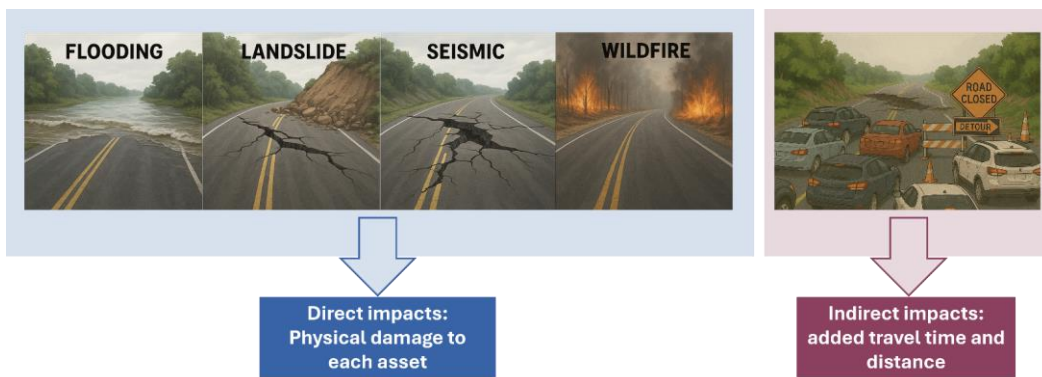 FLOODING
LANDSLIDE
SEISMIC
WILDFIRE
ROAD
CLOSED
DETOUR
Direct impacts:
Physical damage to
each asset
Indirect impacts:
added travel time and
distance